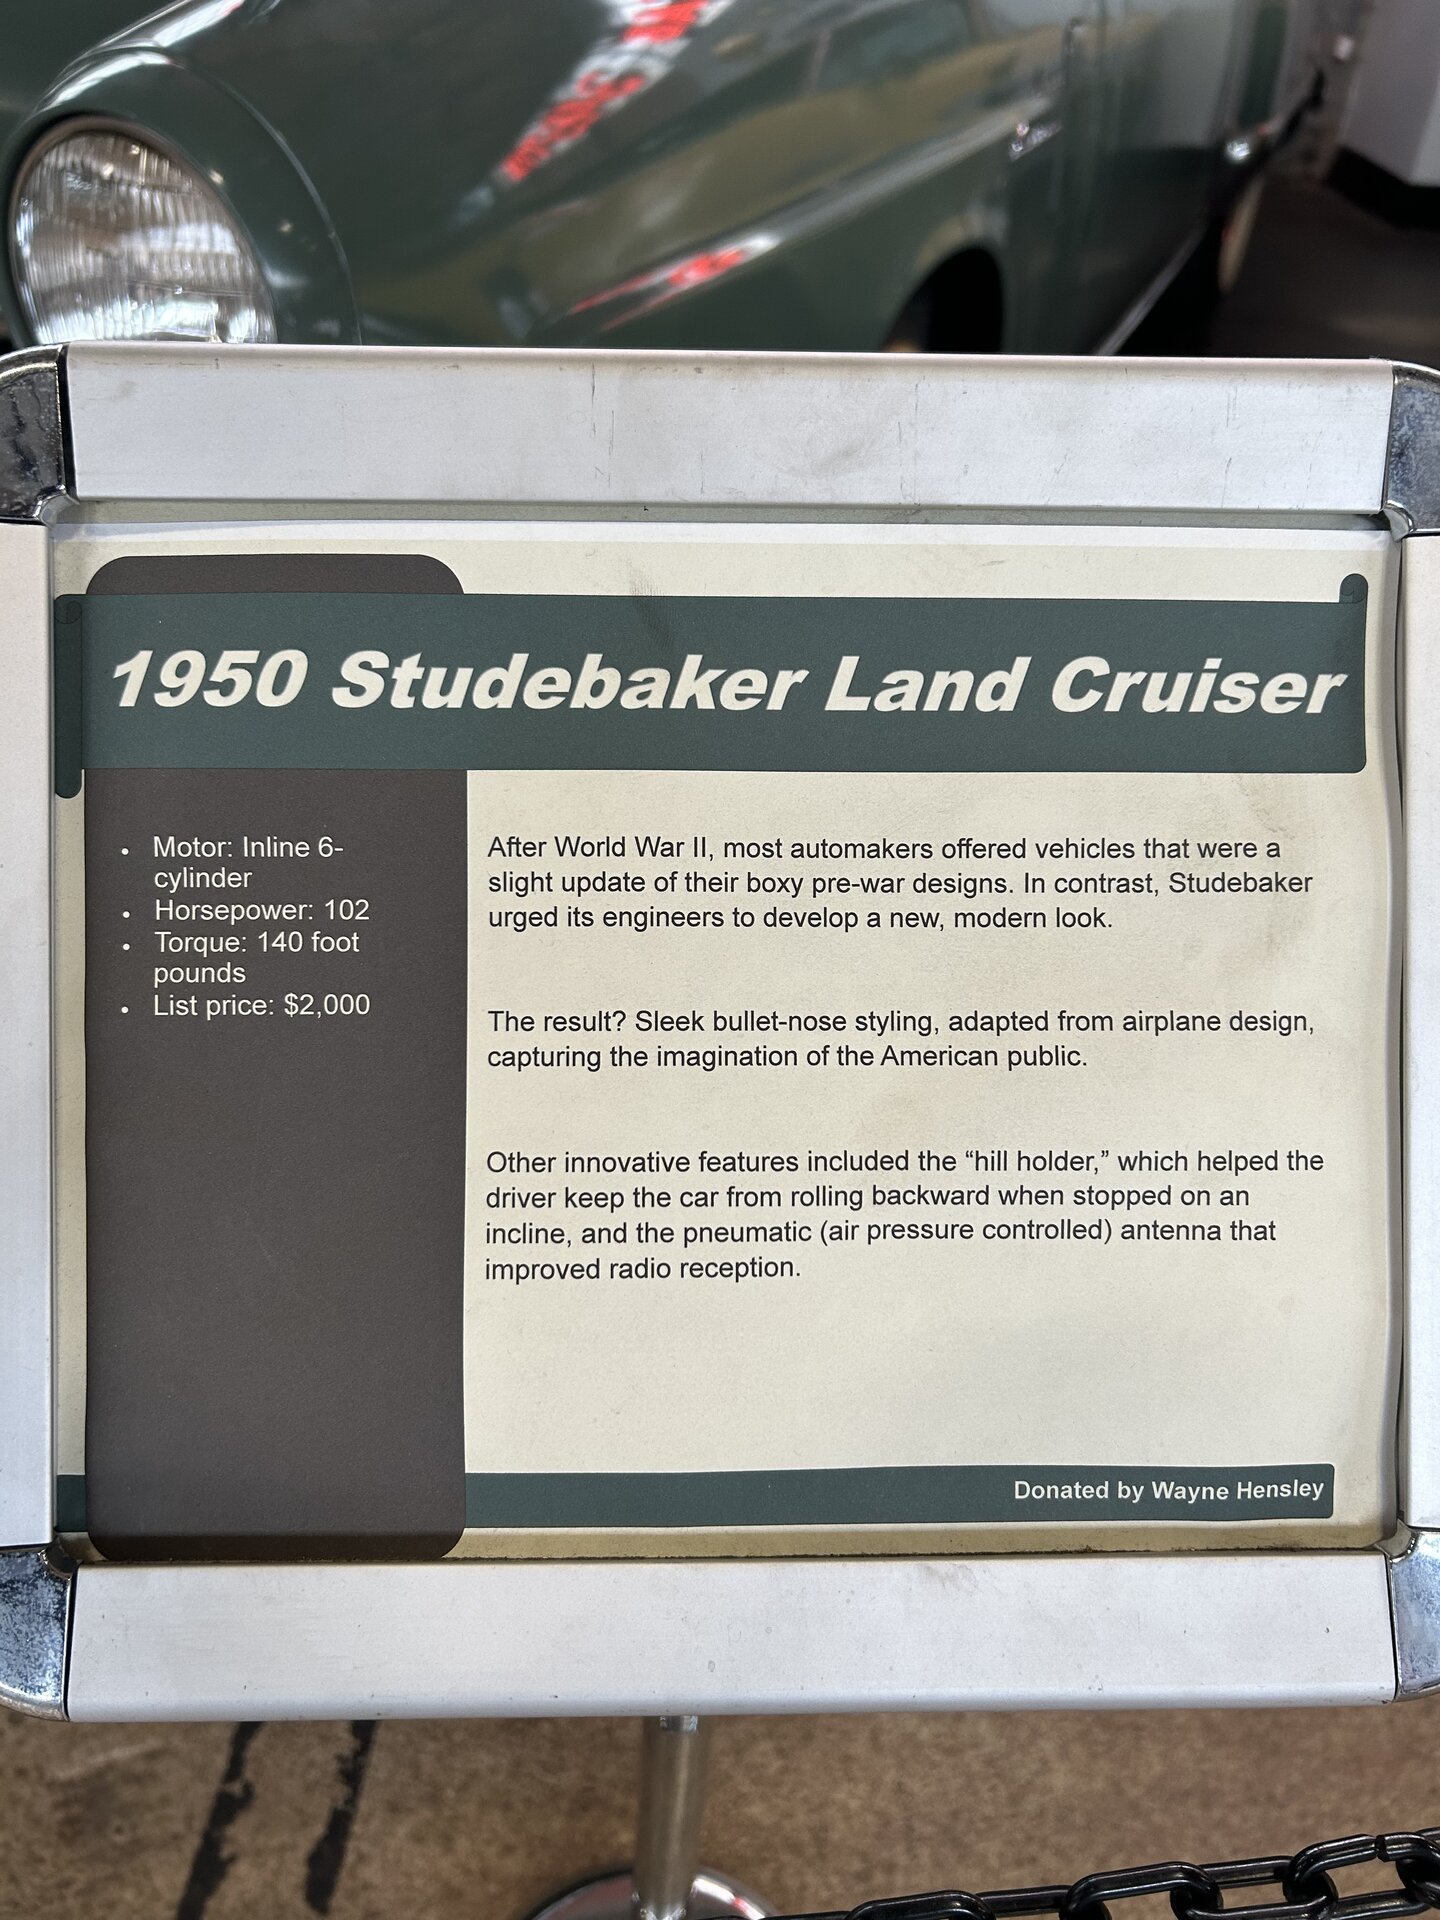 1950 Studebaker Land Cruiser
• Motor: Inline 6-
cylinder
• Horsepower: 102
• Torque: 140 foot
pounds
• List price: $2,000
After World War II, most automakers offered vehicles that were a
slight update of their boxy pre-war designs. In contrast, Studebaker
urged its engineers to develop a new, modern look.
The result? Sleek bullet-nose styling, adapted from airplane design,
capturing the imagination of the American public.
Other innovative features included the “hill holder,” which helped the
driver keep the car from rolling backward when stopped on an
incline, and the pneumatic (air pressure controlled) antenna that
improved radio reception.
Donated by Wayne Hensley